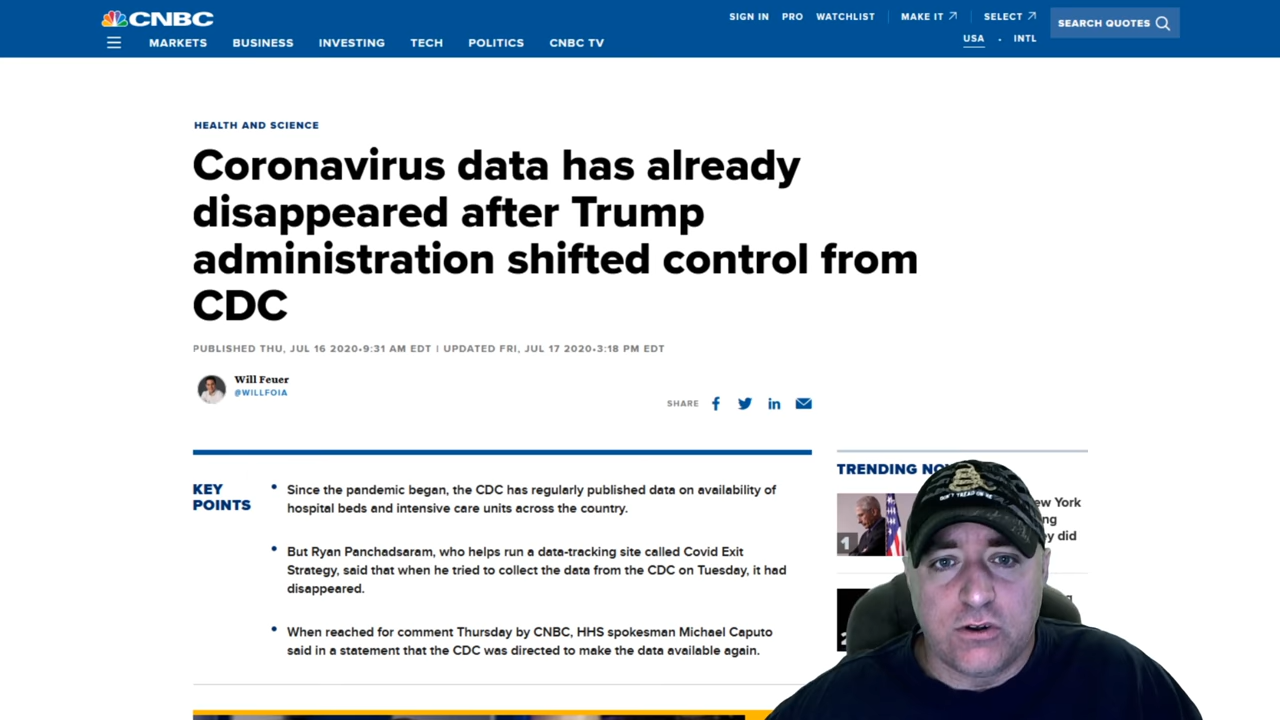 CNBC
SIGN IN PRO WATCHLIST MAKE IT SELECT
SEARCH QUOTES
USA · INTL
MARKETS BUSINESS INVESTING TECH POLITICS CNBC TV
HEALTH AND SCIENCE
Coronavirus data has already
disappeared after Trump
administration shifted control from
CDC
PUBLISHED THU, JUL 16 2020•9:31 AM EDT | UPDATED FRI, JUL 17 2020•3:18 PM EDT
Will Feuer
@WILLFOIA
SHARE
KEY
POINTS
Since the pandemic began, the CDC has regularly published data on availability of
hospital beds and intensive care units across the country.
But Ryan Panchadsaram, who helps run a data-tracking site called Covid Exit
Strategy, said that when he tried to collect the data from the CDC on Tuesday, it had
disappeared.
When reached for comment Thursday by CNBC, HHS spokesman Michael Caputo
said in a statement that the CDC was directed to make the data available again.
TRENDING
York
did
1
DON'T TREAD ON ME